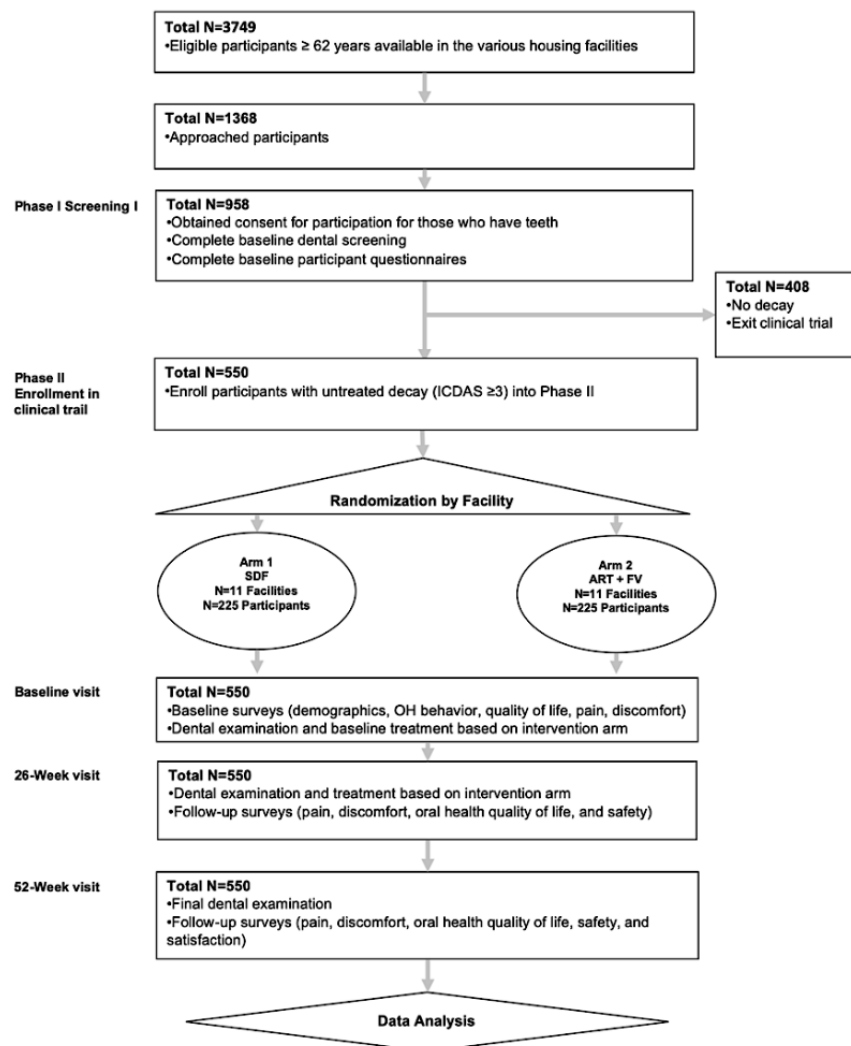 Total N=3749
•Eligible participants ≥ 62 years available in the various housing facilities
Total N=1368
•Approached participants
Phase I Screening I
Total N=958
•Obtained consent for participation for those who have teeth
•Complete baseline dental screening
•Complete baseline participant questionnaires
Total N=408
•No decay
•Exit clinical trial
Phase II
Enrollment in
clinical trail
Total N=550
•Enroll participants with untreated decay (ICDAS ≥3) into Phase II
Randomization by Facility
Arm 1
SDF
N=11 Facilities
N=225 Participants
Arm 2
ART + FV
N=11 Facilities
N=225 Participants
Baseline visit
Total N=550
•Baseline surveys (demographics, OH behavior, quality of life, pain, discomfort)
•Dental examination and baseline treatment based on intervention arm
26-Week visit
Total N=550
•Dental examination and treatment based on intervention arm
•Follow-up surveys (pain, discomfort, oral health quality of life, and safety)
52-Week visit
Total N=550
•Final dental examination
•Follow-up surveys (pain, discomfort, oral health quality of life, safety, and
satisfaction)
Data Analysis